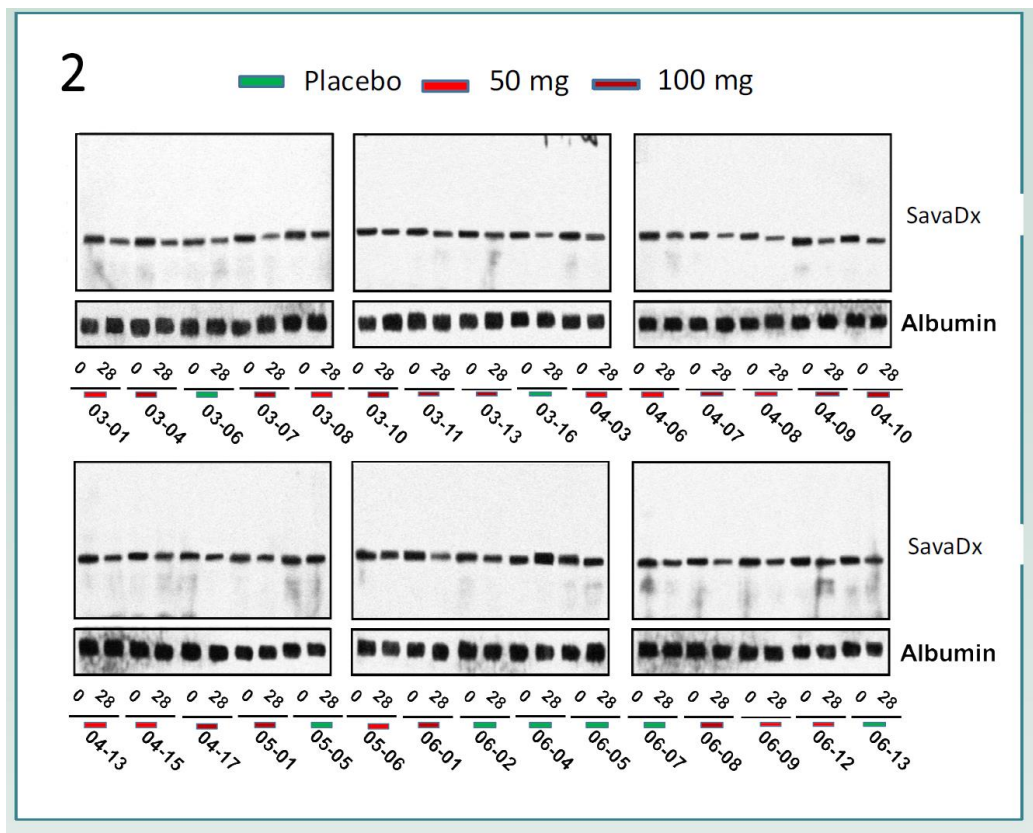 2
Placebo 50 mg 100 mg
SavaDx
Albumin
0 28 0 28 0 28 0 28 0 28 0 28 0 28 0 28 0 28 0 28 0 28 0 28 0 28 0 28 0 28
03-01 03-04 03-06 03-07 03-08 03-10 03-11 03-13 03-16 04-03 04-06 04-07 04-08 04-09 04-10
SavaDx
Albumin
0 28 0 28 0 28 0 28 0 28 0 28 0 28 0 28 0 28 0 28 0 28 0 28 0 28 0 28 0 28
04-13 04-15 04-17 05-01 05-05 05-06 06-01 06-02 06-04 06-05 06-07 06-08 06-09 06-12 06-13